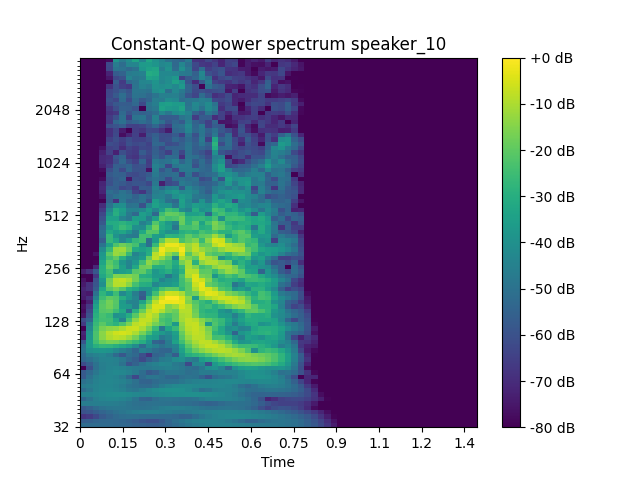 Constant-Q power spectrum speaker_10
Hz
2048
1024
512
256
128
64
32
0 0.15 0.3 0.45 0.6 0.75 0.9 1.1 1.2 1.4
Time
+0 dB
-10 dB
-20 dB
-30 dB
-40 dB
-50 dB
-60 dB
-70 dB
-80 dB